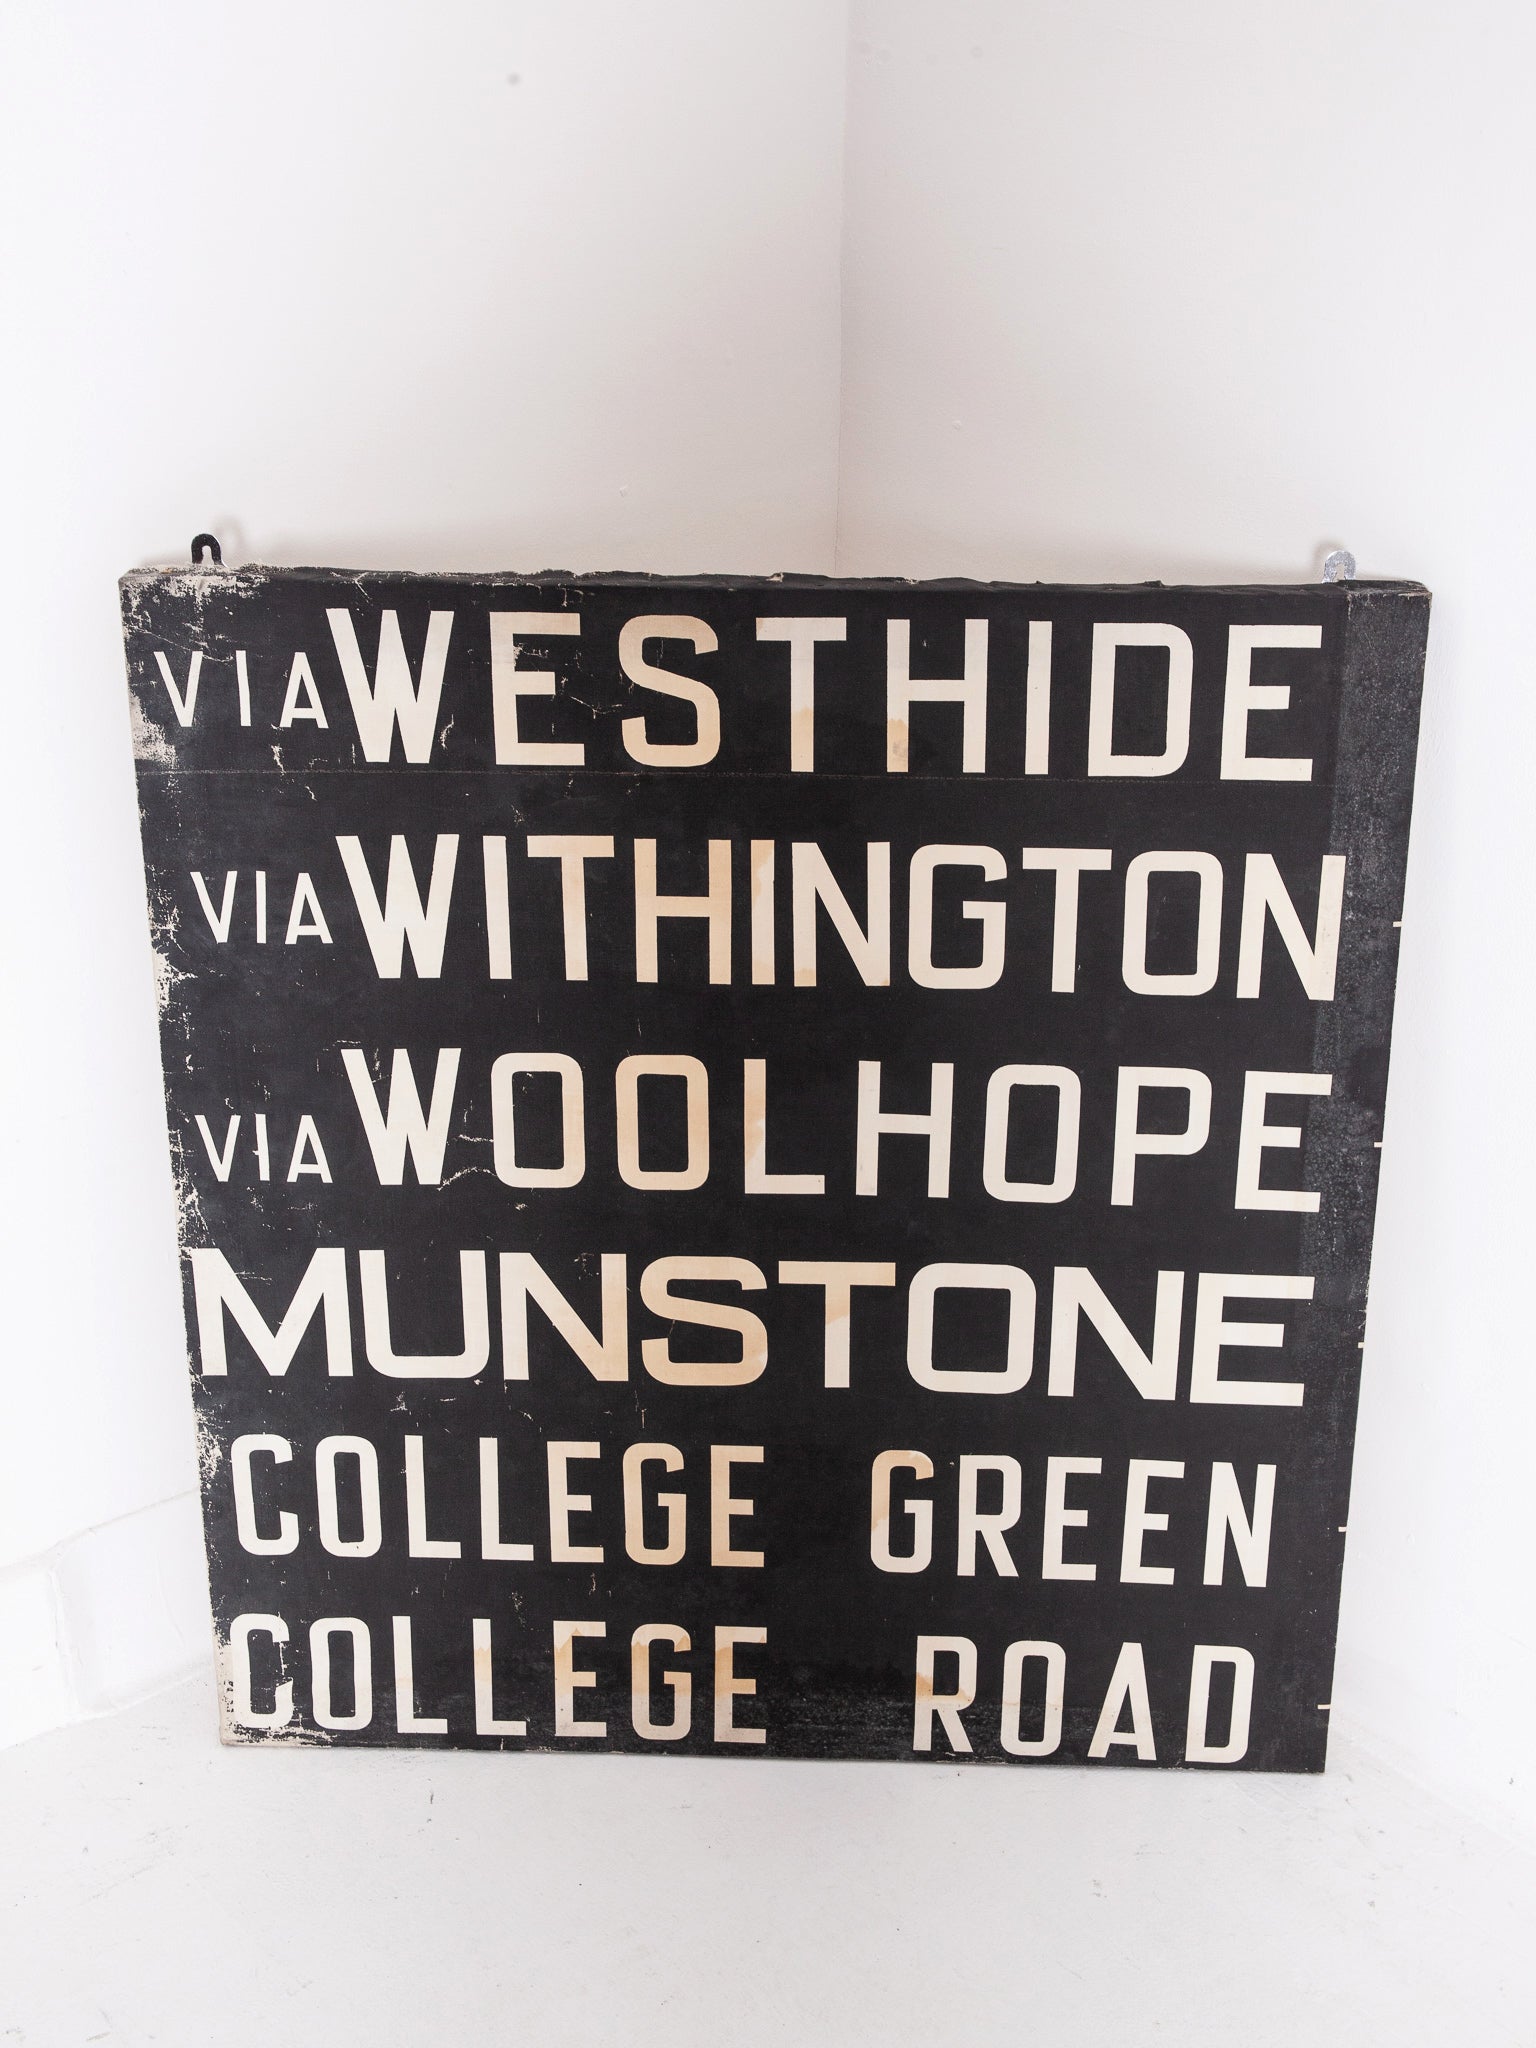 VIA WESTHIDE
VIA WITHINGTON
VIA WOOLHOPE
MUNSTONE
COLLEGE GREEN
COLLEGE ROAD